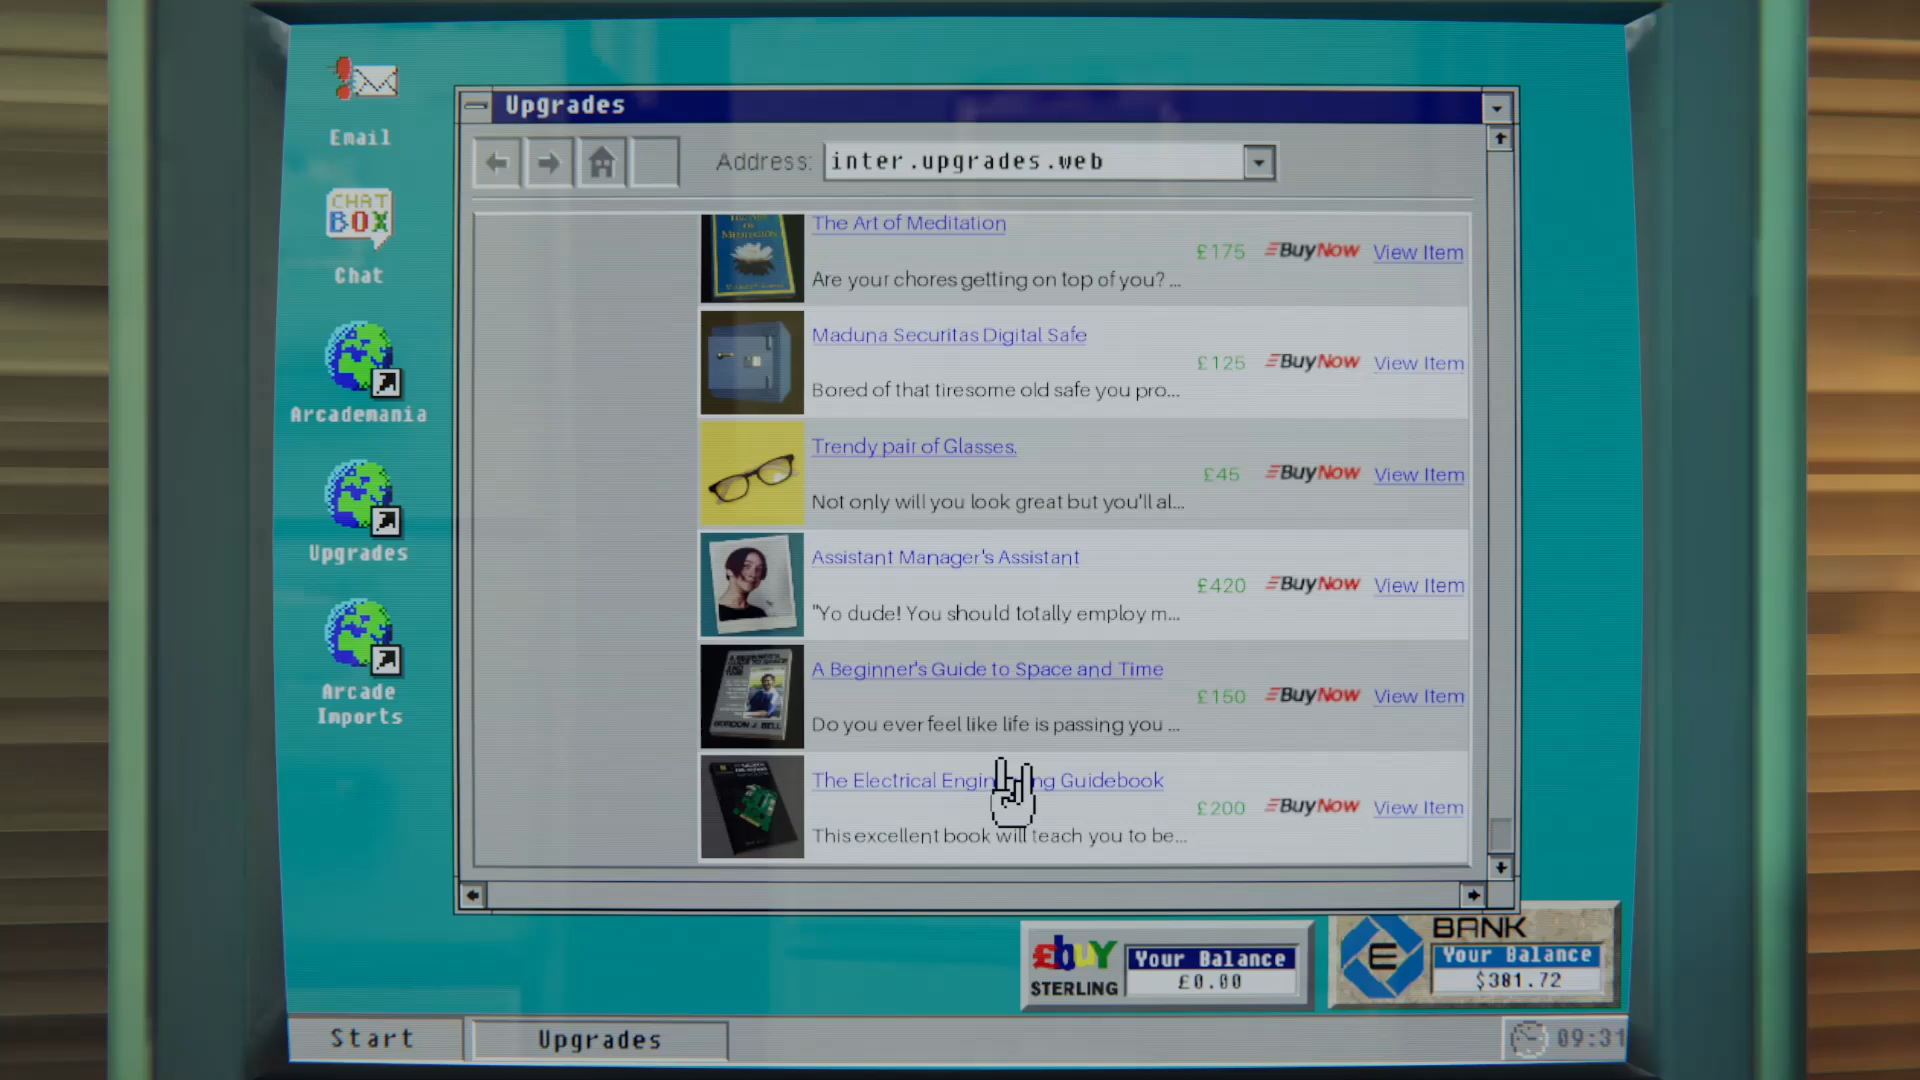 Email
CHAT
BOX
Chat
Arcademania
Upgrades
Arcade
Imports
Upgrades
Address:
inter.upgrades.web
The Art of Meditation
Are your chores getting on top of you? ...
£175
BuyNow
View Item
Maduna Securitas Digital Safe
Bored of that tiresome old safe you pro...
£125
BuyNow
View Item
Trendy pair of Glasses.
Not only will you look great but you'll al...
£45
BuyNow
View Item
Assistant Manager's Assistant
"Yo dude! You should totally employ m...
£420
BuyNow
View Item
GORDON J. BELL
A Beginner's Guide to Space and Time
Do you ever feel like life is passing you ...
£150
BuyNow
View Item
The Electrical Engin ng Guidebook
This excellent book will teach you to be...
£200
BuyNow
View Item
£buY
STERLING
Your Balance
£0.00
E
BANK
Your Balance
$381.72
Start
Upgrades
09:31